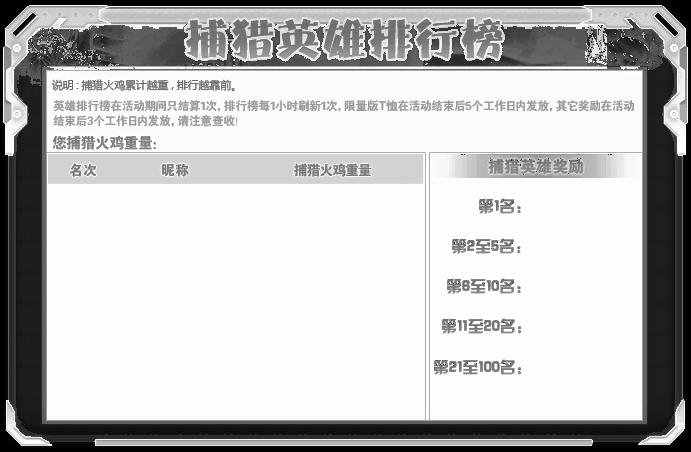 捕猎英雄排行榜
说明：捕猎火鸡累计越重，排行越靠前。
英雄排行榜在活动期间只结算1次，排行榜每1小时刷新1次，限量版T恤在活动结束后5个工作日内发放，其它奖励在活动
结束后3个工作日内发放，请注意查收！
您捕猎火鸡重量：
名次 昵称 捕猎火鸡重量
捕猎英雄奖励
第1名：
第2至5名：
第6至10名：
第11至20名：
第21至100名：